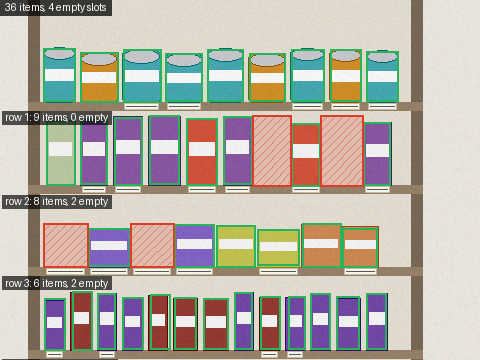 36 items, 4 empty slots
row 1: 9 items, 0 empty
row 2: 8 items, 2 empty
row 3: 6 items, 2 empty